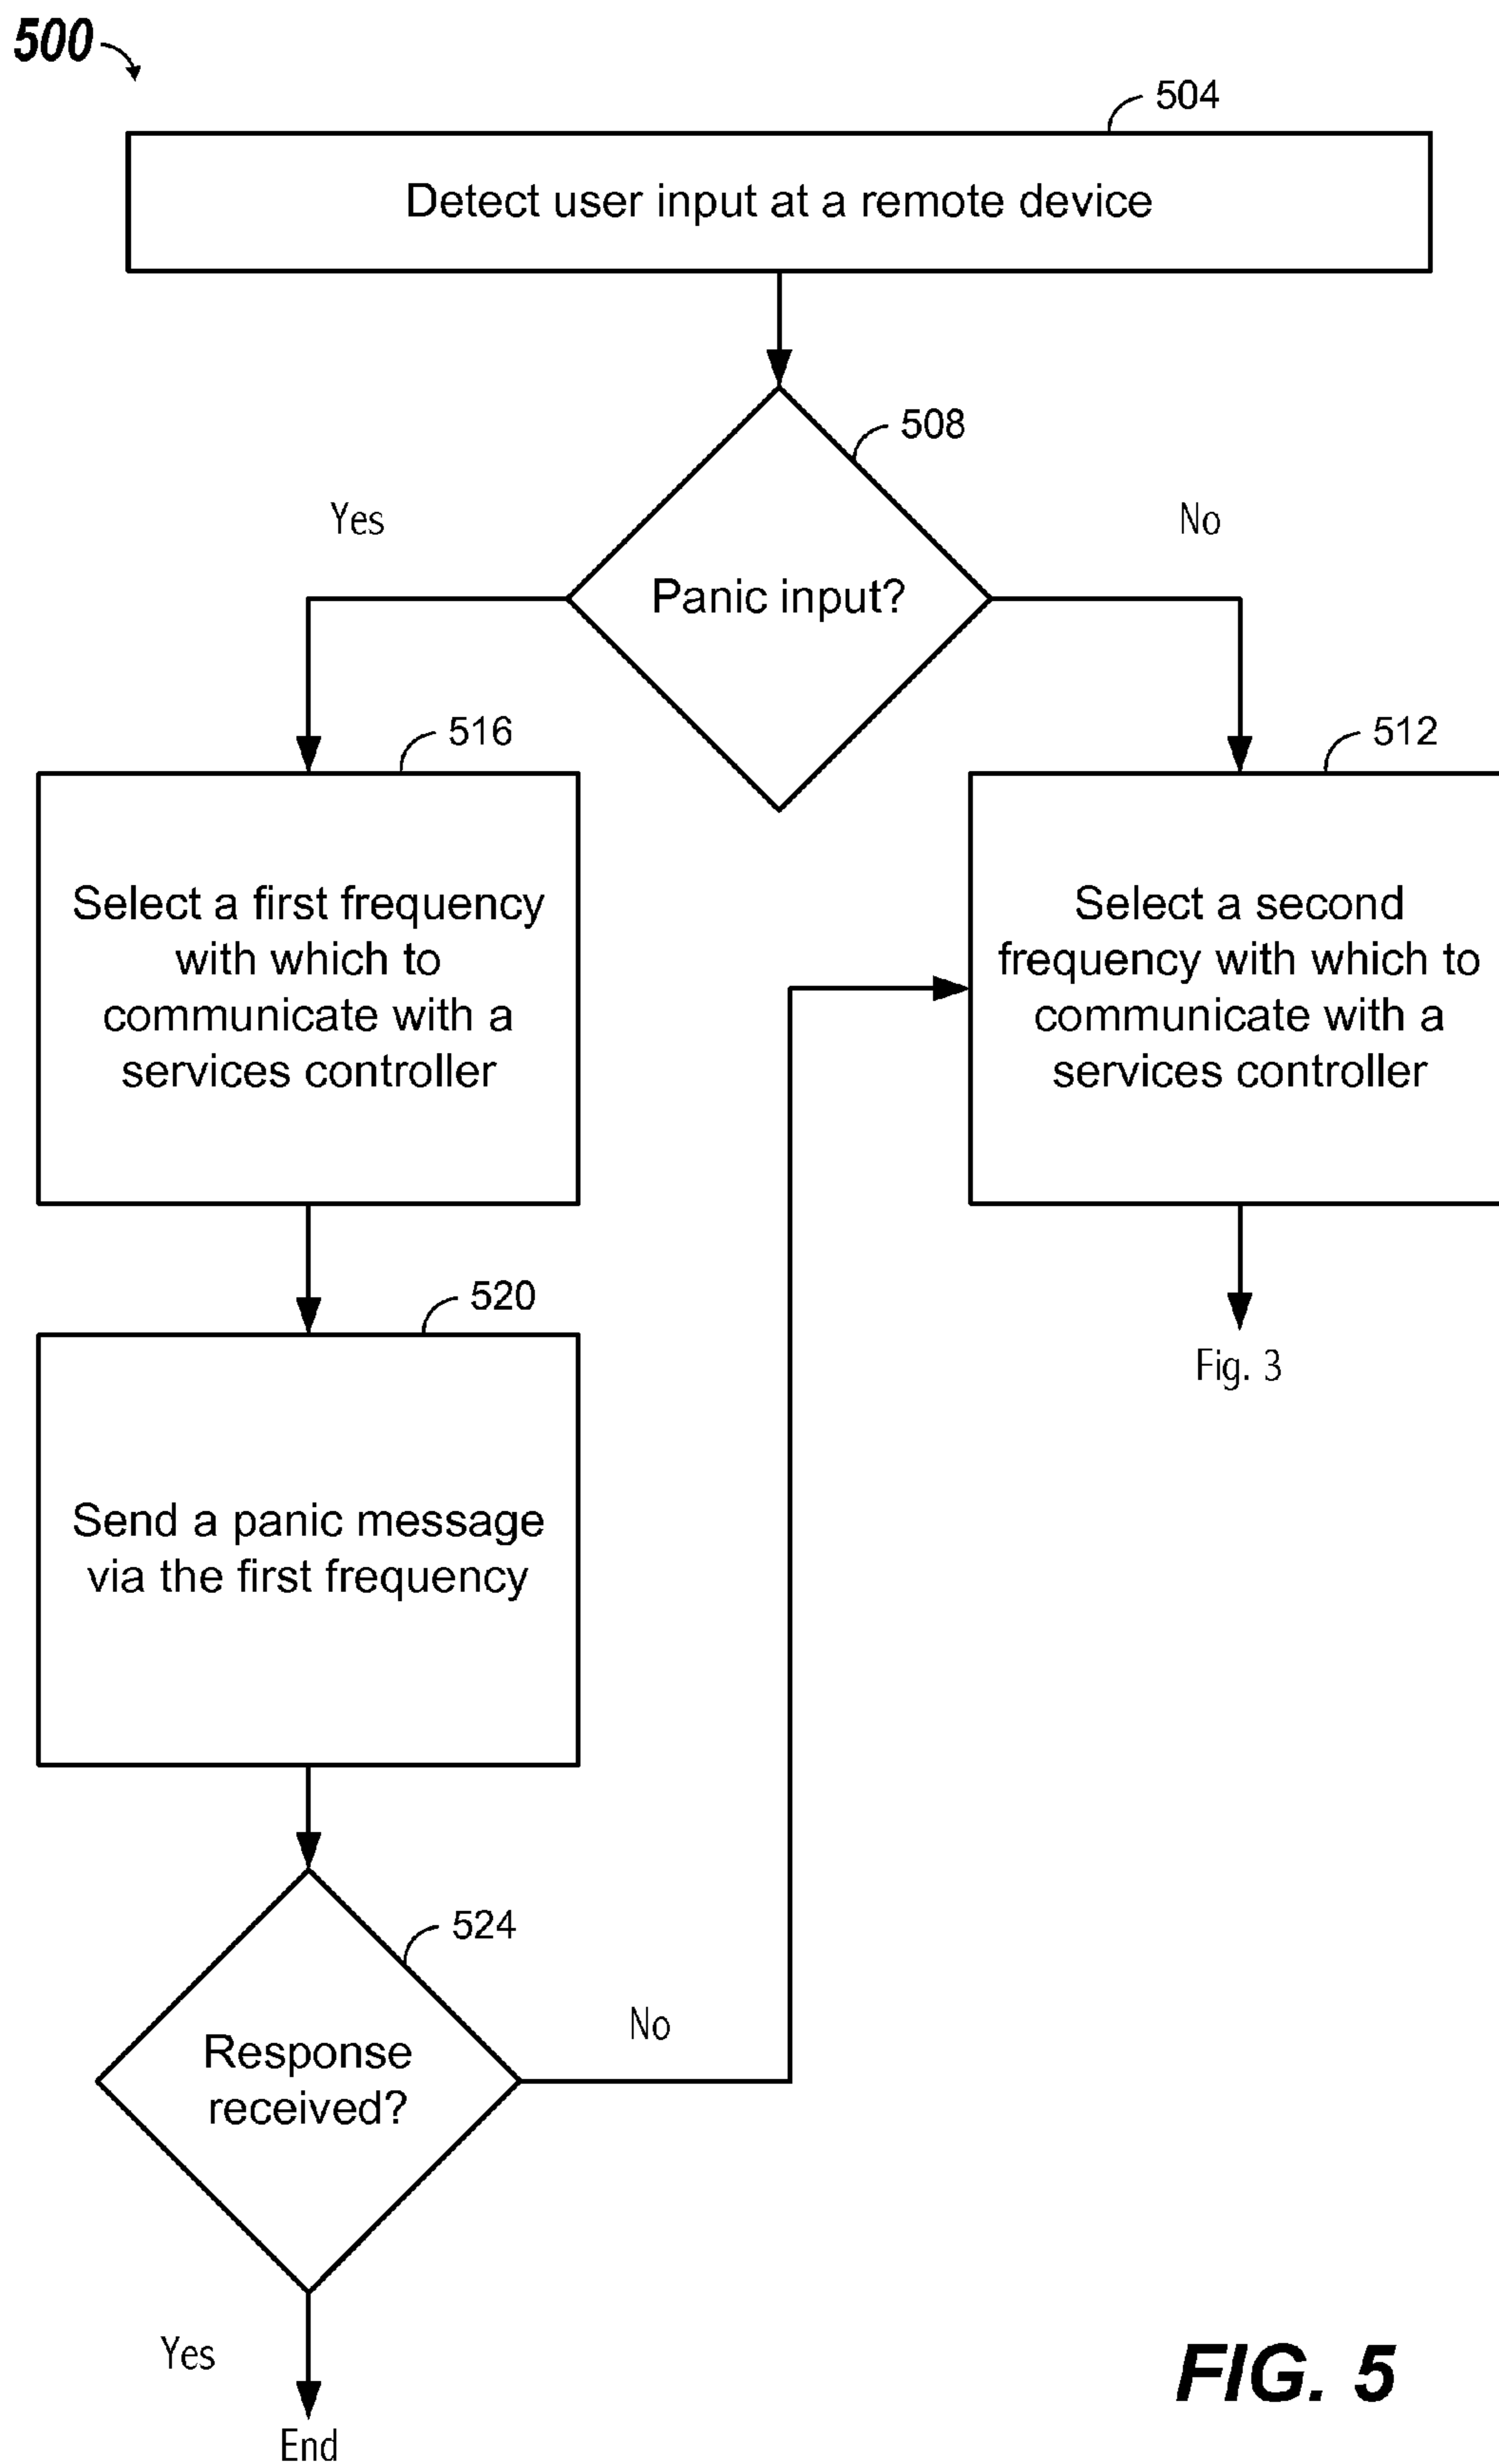 500
504
Detect user input at a remote device
508
Yes
No
Panic input?
516
512
Select a first frequency
with which to
communicate with a
services controller
Select a second
frequency with which to
communicate with a
services controller
520
Fig. 3
Send a panic message
via the first frequency
524
No
Response
received?
Yes
End
FIG. 5